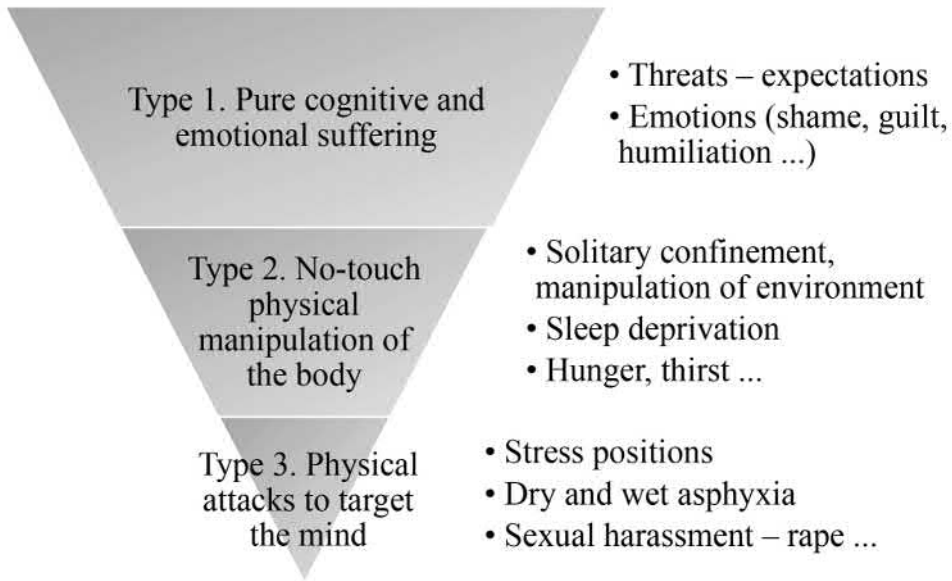 Type 1. Pure cognitive and
emotional suffering
• Threats – expectations
• Emotions (shame, guilt,
humiliation ...)
Type 2. No-touch
physical
manipulation of
the body
• Solitary confinement,
manipulation of environment
• Sleep deprivation
• Hunger, thirst ...
Type 3. Physical
attacks to target
the mind
• Stress positions
• Dry and wet asphyxia
• Sexual harassment – rape ...